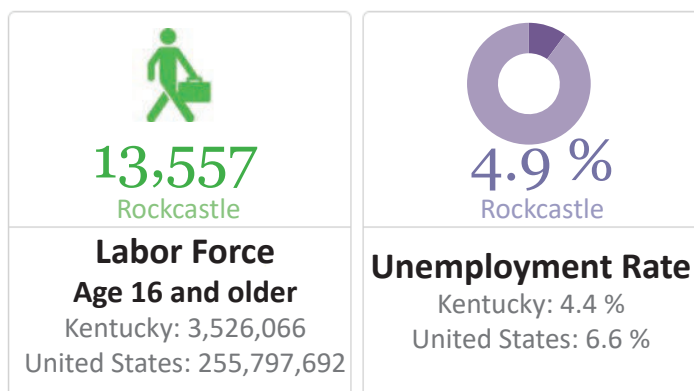 13,557
Rockcastle
Labor Force
Age 16 and older
Kentucky: 3,526,066
United States: 255,797,692
4.9 %
Rockcastle
Unemployment Rate
Kentucky: 4.4 %
United States: 6.6 %